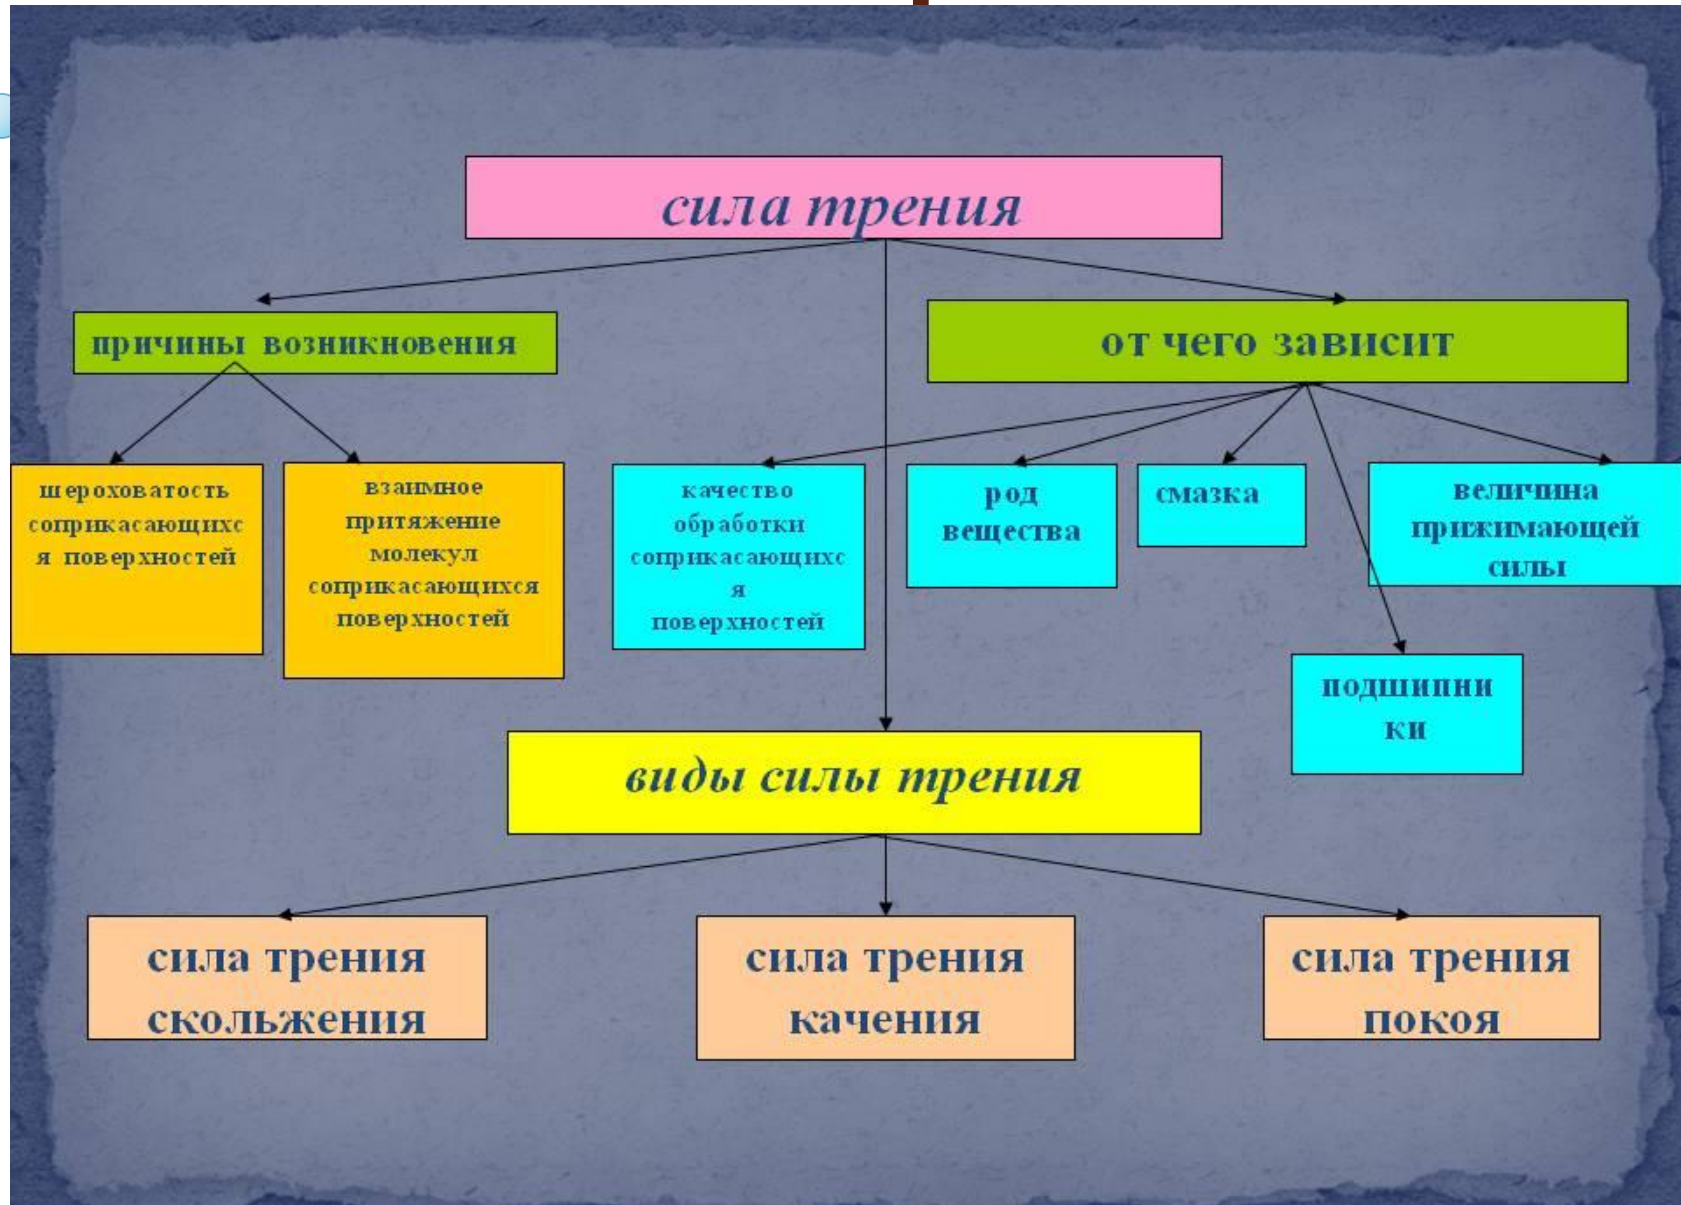 сила трения
причины возникновения
от чего зависит
шероховатость
соприкасающихс
я поверхностей
взаимное
притяжение
молекул
соприкасающихся
поверхностей
качество
обработки
соприкасающихс
я
поверхностей
род
вещества
смазка
величина
прижимающей
силы
подшипни
ки
виды силы трения
сила трения
скольжения
сила трения
качения
сила трения
покоя